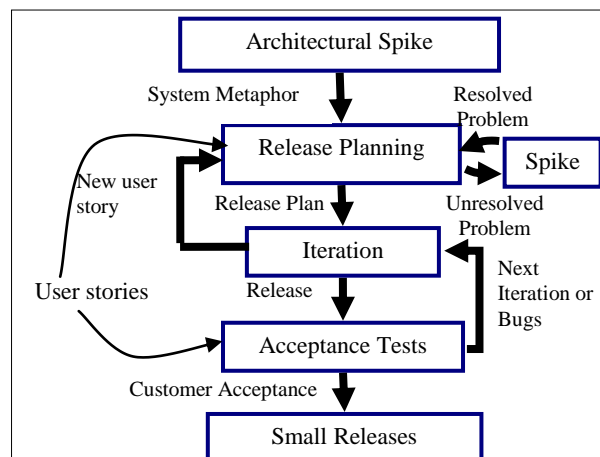 Architectural Spike
System Metaphor
Resolved
Problem
Release Planning
Spike
New user
story
Release Plan
Unresolved
Problem
Iteration
User stories
Release
Next
Iteration or
Bugs
Acceptance Tests
Customer Acceptance
Small Releases